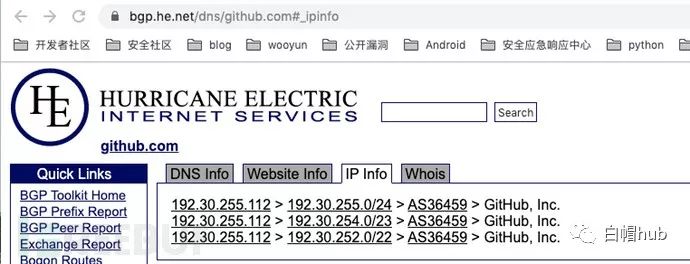 bgp.he.net/dns/github.com#_ipinfo
开发者社区 安全社区 blog wooyun 公开漏洞 Android 安全应急响应中心 python
HE HURRICANE ELECTRIC
INTERNET SERVICES
Search
github.com
Quick Links
BGP Toolkit Home
BGP Prefix Report
BGP Peer Report
Exchange Report
Bogon Routes
DNS Info Website Info IP Info Whois
192.30.255.112 > 192.30.255.0/24 > AS36459 > GitHub, Inc.
192.30.255.112 > 192.30.254.0/23 > AS36459 > GitHub, Inc.
192.30.255.112 > 192.30.252.0/22 > AS36459 > GitHub, Inc.
白帽hub